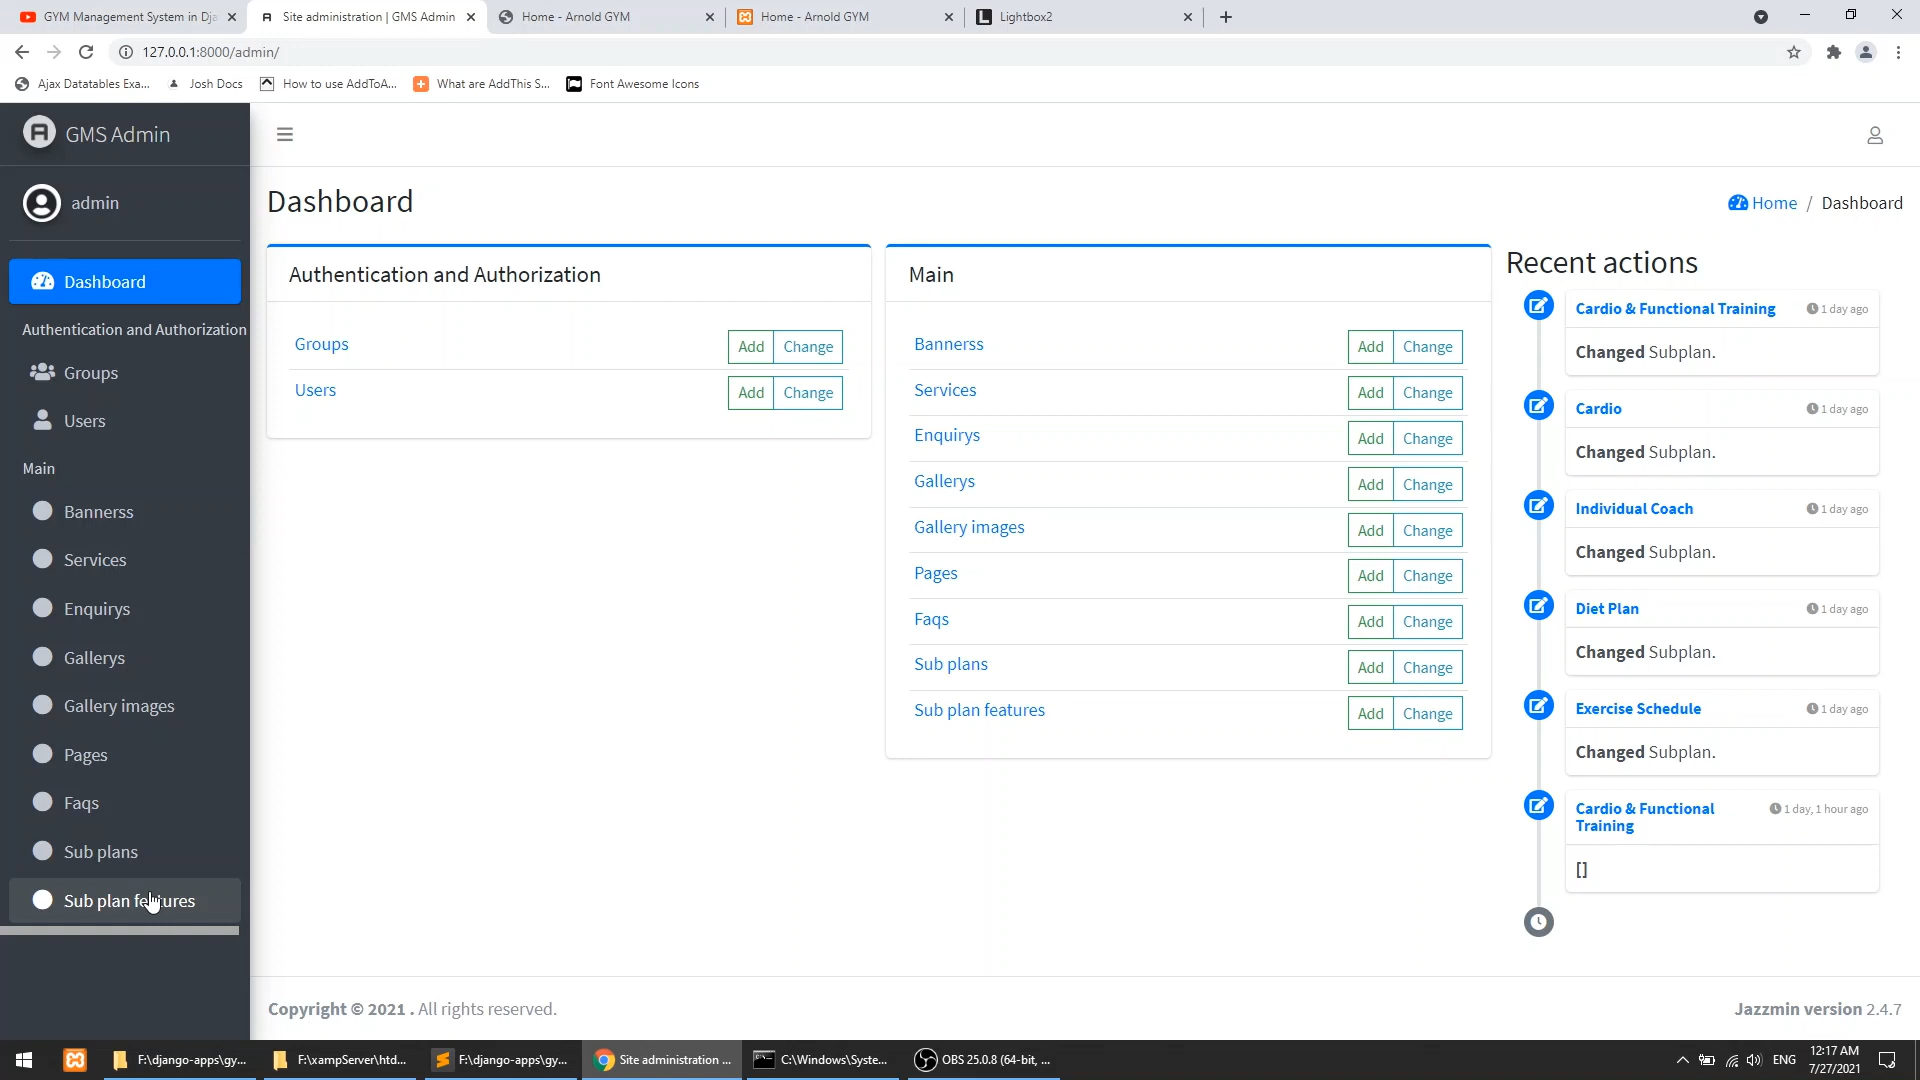 GYM Management System in Dja
Site administration | GMS Admin
Home - Arnold GYM
Home - Arnold GYM
Lightbox2
127.0.0.1:8000/admin/
Ajax Datatables Exa...
Josh Docs
How to use AddToA...
What are AddThis S...
Font Awesome Icons
GMS Admin
admin
Dashboard
Authentication and Authorization
Groups
Users
Main
Bannerss
Services
Enquirys
Gallerys
Gallery images
Pages
Faqs
Sub plans
Sub plan features
Dashboard
Home / Dashboard
Authentication and Authorization
Groups Add Change
Users Add Change
Main
Bannerss Add Change
Services Add Change
Enquirys Add Change
Gallerys Add Change
Gallery images Add Change
Pages Add Change
Faqs Add Change
Sub plans Add Change
Sub plan features Add Change
Recent actions
Cardio & Functional Training 1 day ago
Changed Subplan.
Cardio 1 day ago
Changed Subplan.
Individual Coach 1 day ago
Changed Subplan.
Diet Plan 1 day ago
Changed Subplan.
Exercise Schedule 1 day ago
Changed Subplan.
Cardio & Functional 1 day, 1 hour ago
Training
[]
Copyright © 2021 . All rights reserved.
Jazzmin version 2.4.7
F:\django-apps\gy...
F:\xampServer\htd...
F:\django-apps\gy...
Site administration ...
C:\Windows\Syste...
OBS 25.0.8 (64-bit, ...
ENG
12:17 AM
7/27/2021